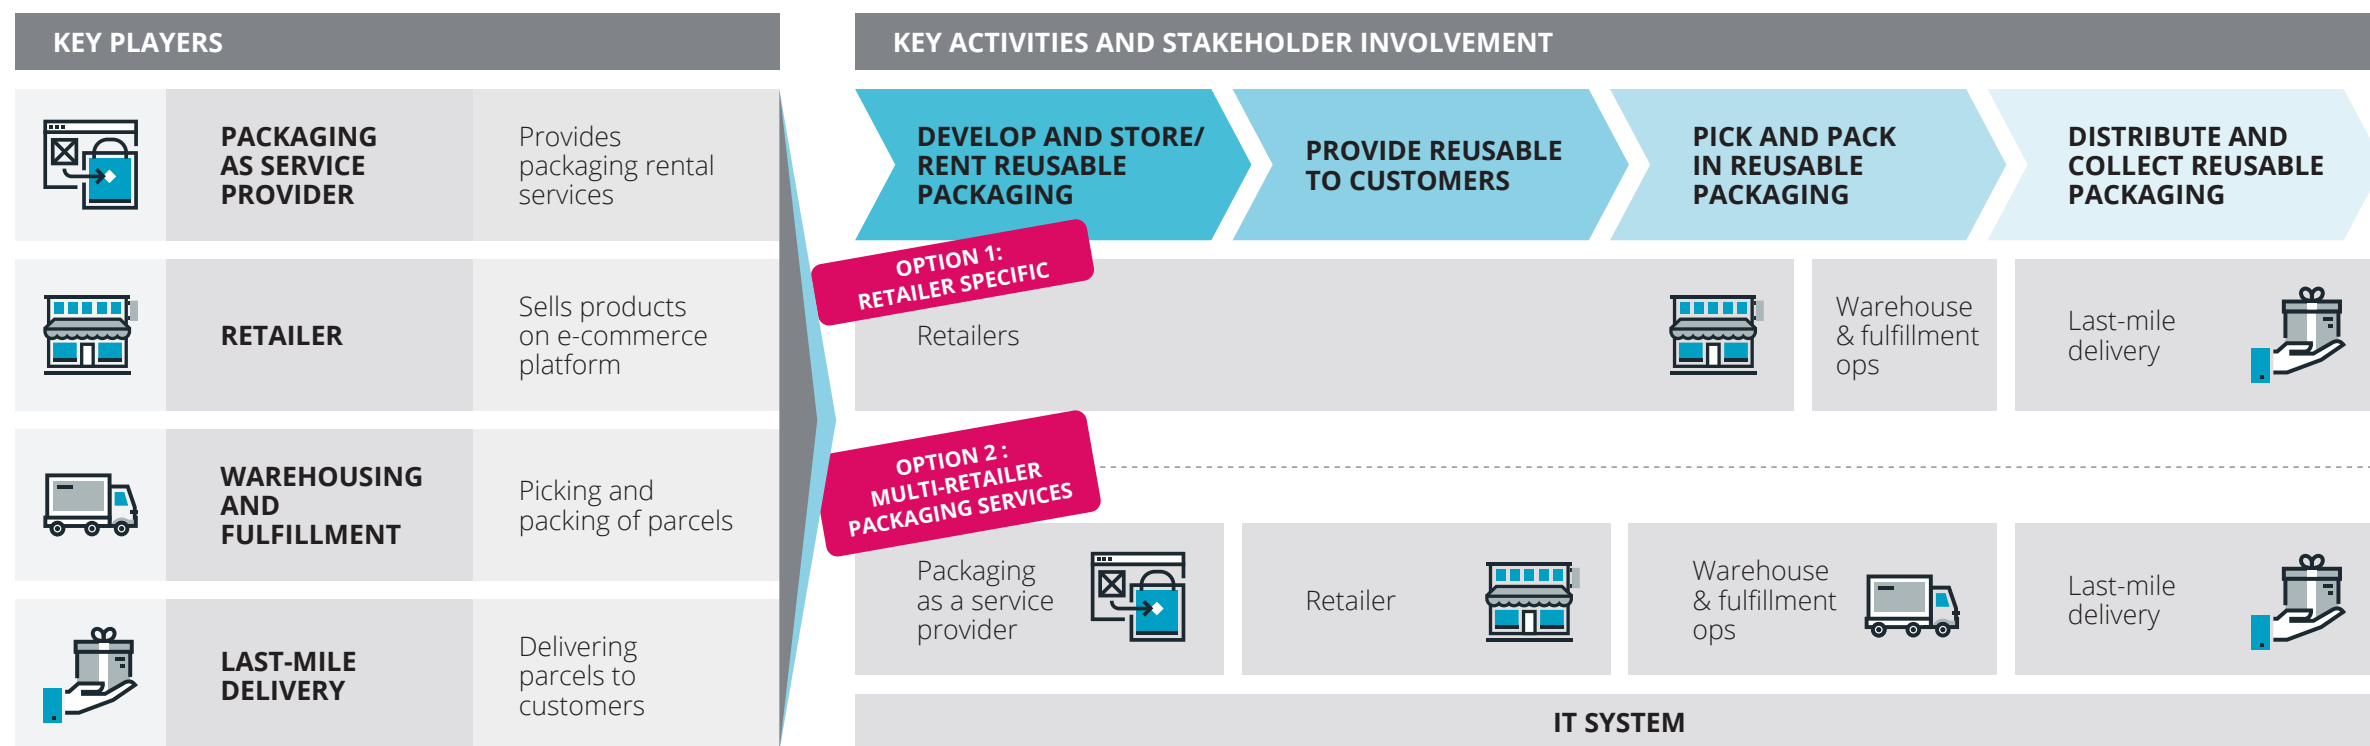 KEY PLAYERS
PACKAGING
AS SERVICE
PROVIDER
Provides
packaging rental
services
RETAILER
Sells products
on e-commerce
platform
WAREHOUSING
AND
FULFILLMENT
Picking and
packing of parcels
LAST-MILE
DELIVERY
Delivering
parcels to
customers
KEY ACTIVITIES AND STAKEHOLDER INVOLVEMENT
DEVELOP AND STORE/
RENT REUSABLE
PACKAGING
PROVIDE REUSABLE
TO CUSTOMERS
PICK AND PACK
IN REUSABLE
PACKAGING
DISTRIBUTE AND
COLLECT REUSABLE
PACKAGING
OPTION 1:
RETAILER SPECIFIC
Retailers
Warehouse
& fulfillment
ops
Last-mile
delivery
OPTION 2 :
MULTI-RETAILER
PACKAGING SERVICES
Packaging
as a service
provider
Retailer
Warehouse
& fulfillment
ops
Last-mile
delivery
IT SYSTEM